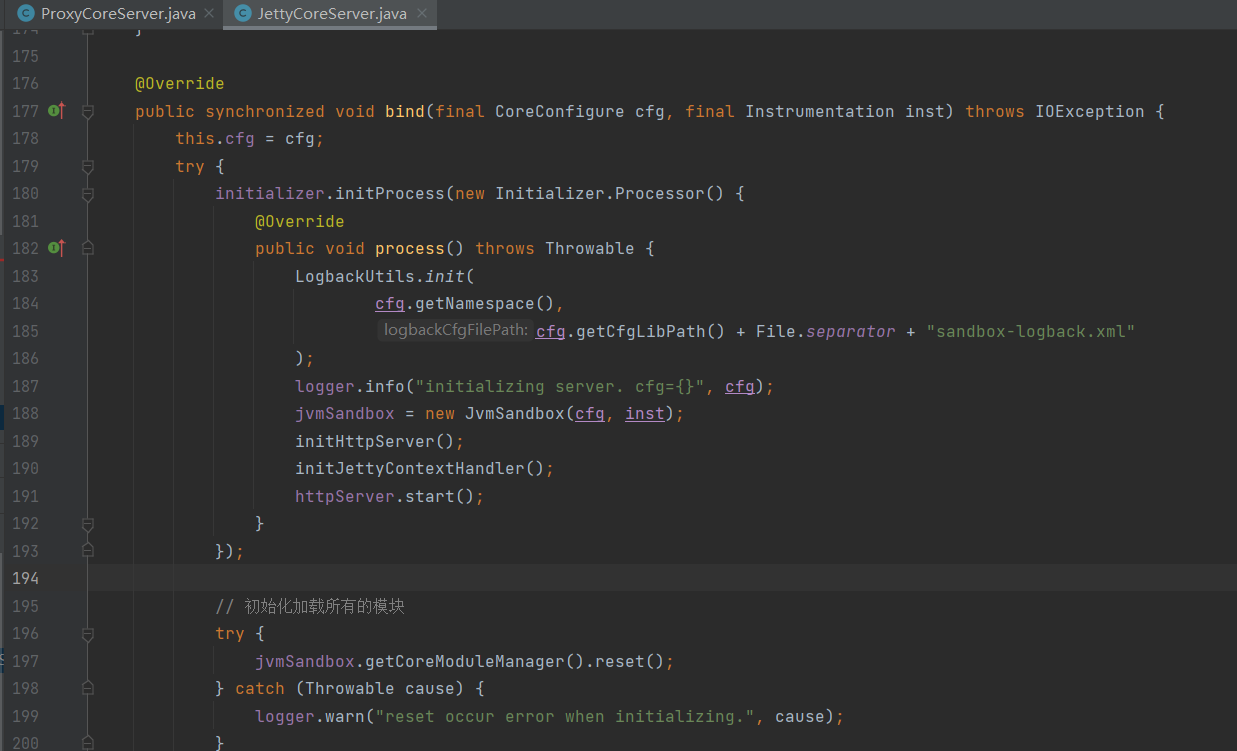 ProxyCoreServer.java JettyCoreServer.java
174 }
175
176 @Override
177 public synchronized void bind(final CoreConfigure cfg, final Instrumentation inst) throws IOException {
178 this.cfg = cfg;
179 try {
180 initializer.initProcess(new Initializer.Processor() {
181 @Override
182 public void process() throws Throwable {
183 LogbackUtils.init(
184 cfg.getNamespace(),
185 logbackCfgFilePath: cfg.getCfgLibPath() + File.separator + "sandbox-logback.xml"
186 );
187 logger.info("initializing server. cfg={}", cfg);
188 jvmSandbox = new JvmSandbox(cfg, inst);
189 initHttpServer();
190 initJettyContextHandler();
191 httpServer.start();
192 }
193 });
194
195 // 初始化加载所有的模块
196 try {
197 jvmSandbox.getCoreModuleManager().reset();
198 } catch (Throwable cause) {
199 logger.warn("reset occur error when initializing.", cause);
200 }